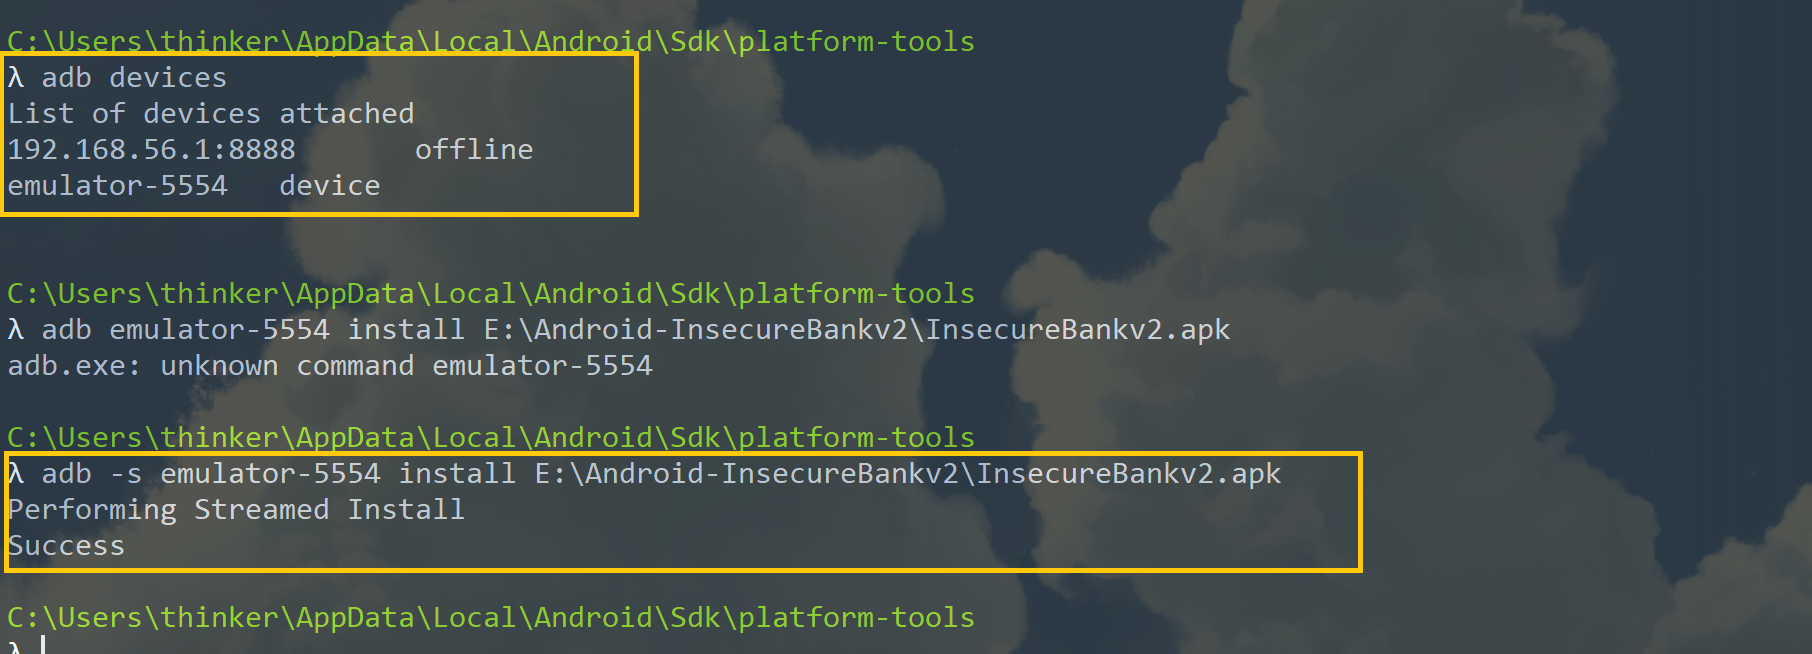 C:\Users\thinker\AppData\Local\Android\Sdk\platform-tools
λ adb devices
List of devices attached
192.168.56.1:8888       offline
emulator-5554   device
C:\Users\thinker\AppData\Local\Android\Sdk\platform-tools
λ adb emulator-5554 install E:\Android-InsecureBankv2\InsecureBankv2.apk
adb.exe: unknown command emulator-5554
C:\Users\thinker\AppData\Local\Android\Sdk\platform-tools
λ adb -s emulator-5554 install E:\Android-InsecureBankv2\InsecureBankv2.apk
Performing Streamed Install
Success
C:\Users\thinker\AppData\Local\Android\Sdk\platform-tools
λ